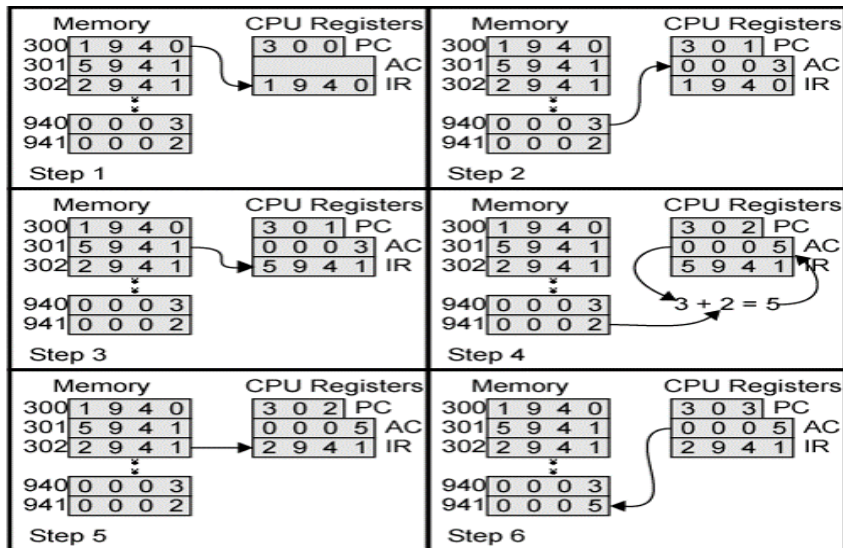 Memory CPU Registers
300 1 9 4 0 3 0 0 PC
301 5 9 4 1 AC
302 2 9 4 1 1 9 4 0 IR
940 0 0 0 3
941 0 0 0 2
Step 1
Memory CPU Registers
300 1 9 4 0 3 0 1 PC
301 5 9 4 1 0 0 0 3 AC
302 2 9 4 1 1 9 4 0 IR
940 0 0 0 3
941 0 0 0 2
Step 2
Memory CPU Registers
300 1 9 4 0 3 0 1 PC
301 5 9 4 1 0 0 0 3 AC
302 2 9 4 1 5 9 4 1 IR
940 0 0 0 3
941 0 0 0 2
Step 3
Memory CPU Registers
300 1 9 4 0 3 0 2 PC
301 5 9 4 1 0 0 0 5 AC
302 2 9 4 1 5 9 4 1 IR
940 0 0 0 3 3 + 2 = 5
941 0 0 0 2
Step 4
Memory CPU Registers
300 1 9 4 0 3 0 2 PC
301 5 9 4 1 0 0 0 5 AC
302 2 9 4 1 2 9 4 1 IR
940 0 0 0 3
941 0 0 0 2
Step 5
Memory CPU Registers
300 1 9 4 0 3 0 3 PC
301 5 9 4 1 0 0 0 5 AC
302 2 9 4 1 2 9 4 1 IR
940 0 0 0 3
941 0 0 0 5
Step 6